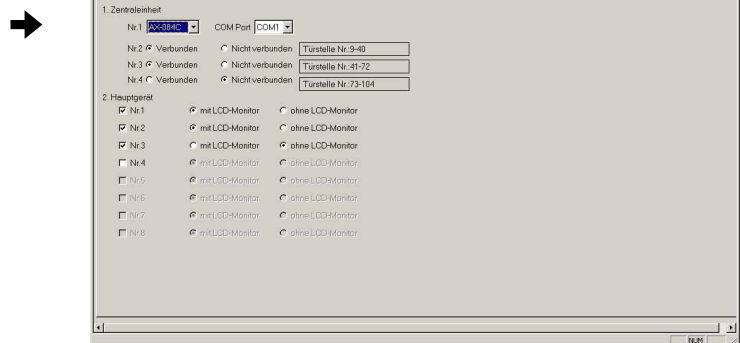 1. Zentraleinheit
Nr.1 AX-084C COM Port COM1
Nr.2 Verbunden Nicht verbunden Türstelle Nr.:9-40
Nr.3 Verbunden Nicht verbunden Türstelle Nr.:41-72
Nr.4 Verbunden Nicht verbunden Türstelle Nr.:73-104
2. Hauptgerät
Nr.1 mit LCD-Monitor ohne LCD-Monitor
Nr.2 mit LCD-Monitor ohne LCD-Monitor
Nr.3 mit LCD-Monitor ohne LCD-Monitor
Nr.4 mit LCD-Monitor ohne LCD-Monitor
Nr.5 mit LCD-Monitor ohne LCD-Monitor
Nr.6 mit LCD-Monitor ohne LCD-Monitor
Nr.7 mit LCD-Monitor ohne LCD-Monitor
Nr.8 mit LCD-Monitor ohne LCD-Monitor
NUM